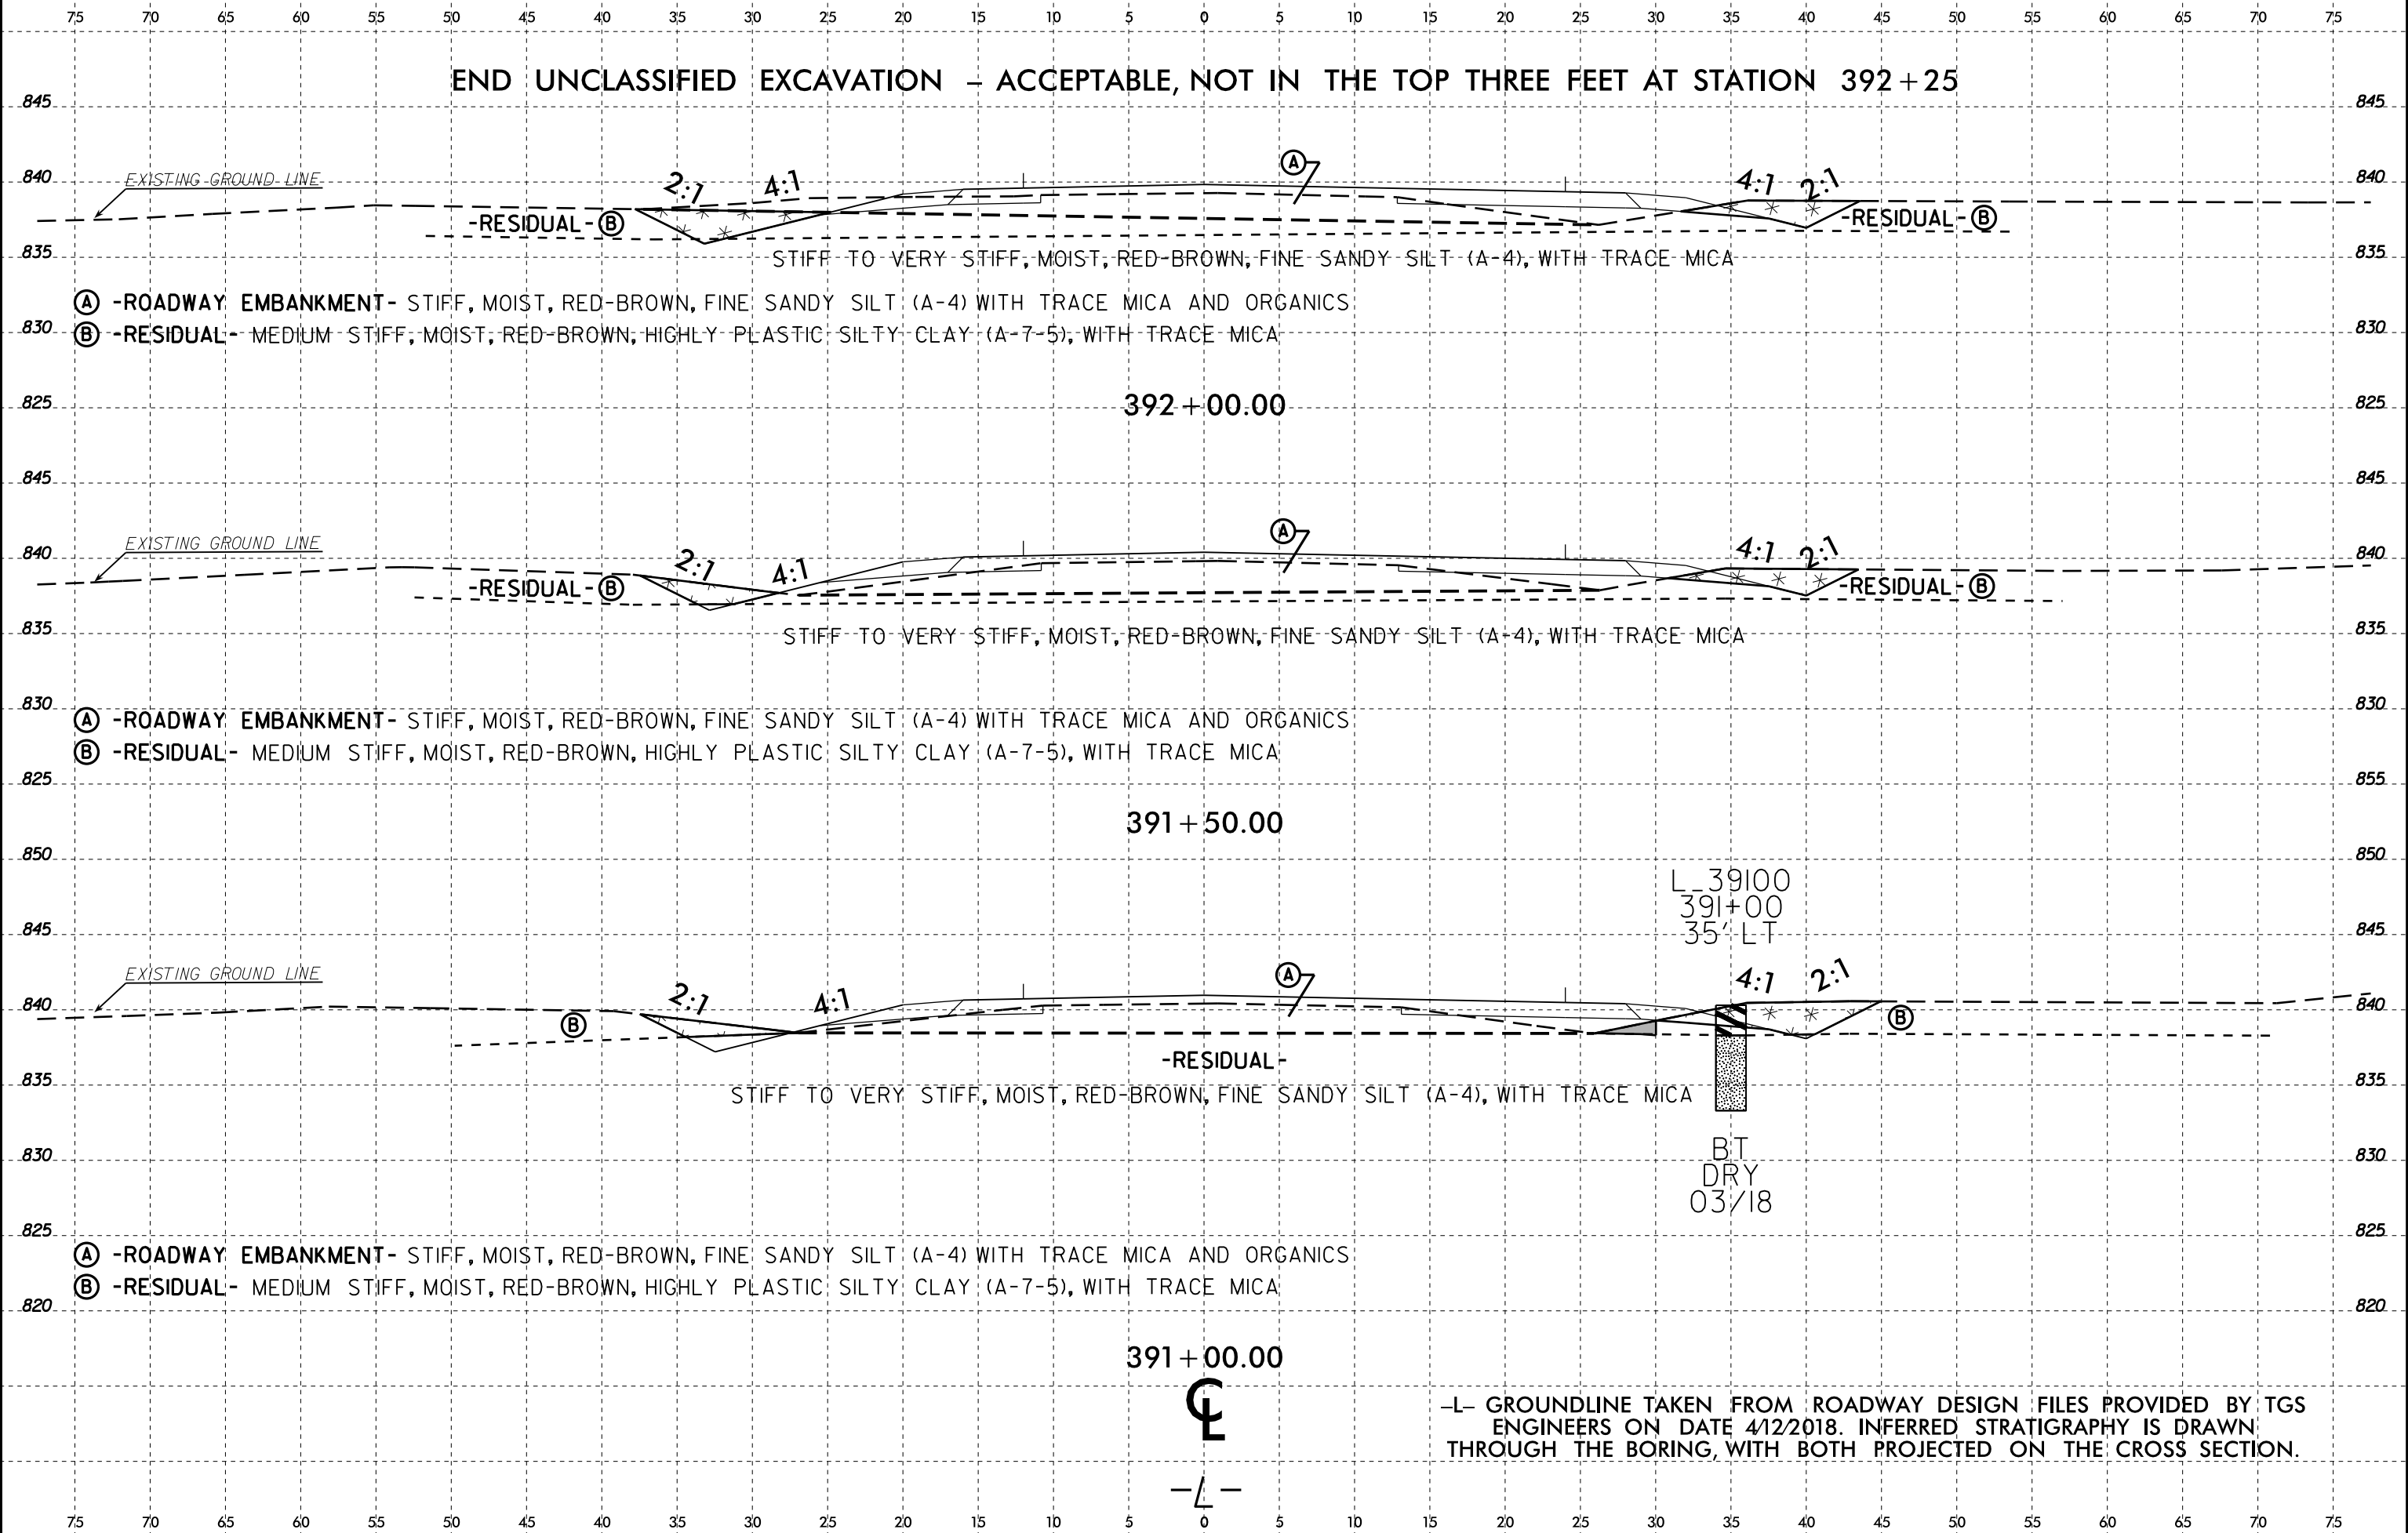 75 70 65 60 55 50 45 40 35 30 25 20 15 10 5 0 5 10 15 20 25 30 35 40 45 50 55 60 65 70 75
END UNCLASSIFIED EXCAVATION – ACCEPTABLE, NOT IN THE TOP THREE FEET AT STATION 392+25
845 845
840 EXISTING GROUND LINE 2:1 4:1 A 4:1 2:1 840
-RESIDUAL- B -RESIDUAL- B
835 STIFF TO VERY STIFF, MOIST, RED-BROWN, FINE SANDY SILT (A-4), WITH TRACE MICA 835
A -ROADWAY EMBANKMENT- STIFF, MOIST, RED-BROWN, FINE SANDY SILT (A-4) WITH TRACE MICA AND ORGANICS
830 830
B -RESIDUAL- MEDIUM STIFF, MOIST, RED-BROWN, HIGHLY PLASTIC SILTY CLAY (A-7-5), WITH TRACE MICA
825 392+00.00 825
845 845
A
840 EXISTING GROUND LINE 2:1 4:1 4:1 2:1 840
-RESIDUAL- B -RESIDUAL- B
835 STIFF TO VERY STIFF, MOIST, RED-BROWN, FINE SANDY SILT (A-4), WITH TRACE MICA 835
830 830
A -ROADWAY EMBANKMENT- STIFF, MOIST, RED-BROWN, FINE SANDY SILT (A-4) WITH TRACE MICA AND ORGANICS
B -RESIDUAL- MEDIUM STIFF, MOIST, RED-BROWN, HIGHLY PLASTIC SILTY CLAY (A-7-5), WITH TRACE MICA
825 855
391+50.00
850 850
L_39100
391+00
35' LT
845 845
EXISTING GROUND LINE 2:1 4:1 A 4:1 2:1
840 840
B B
-RESIDUAL-
835 835
STIFF TO VERY STIFF, MOIST, RED-BROWN, FINE SANDY SILT (A-4), WITH TRACE MICA
830 830
BT
DRY
03/18
825 825
A -ROADWAY EMBANKMENT- STIFF, MOIST, RED-BROWN, FINE SANDY SILT (A-4) WITH TRACE MICA AND ORGANICS
B -RESIDUAL- MEDIUM STIFF, MOIST, RED-BROWN, HIGHLY PLASTIC SILTY CLAY (A-7-5), WITH TRACE MICA
820 820
391+00.00
CL
-L-
–L– GROUNDLINE TAKEN FROM ROADWAY DESIGN FILES PROVIDED BY TGS
ENGINEERS ON DATE 4/12/2018. INFERRED STRATIGRAPHY IS DRAWN
THROUGH THE BORING, WITH BOTH PROJECTED ON THE CROSS SECTION.
75 70 65 60 55 50 45 40 35 30 25 20 15 10 5 0 5 10 15 20 25 30 35 40 45 50 55 60 65 70 75